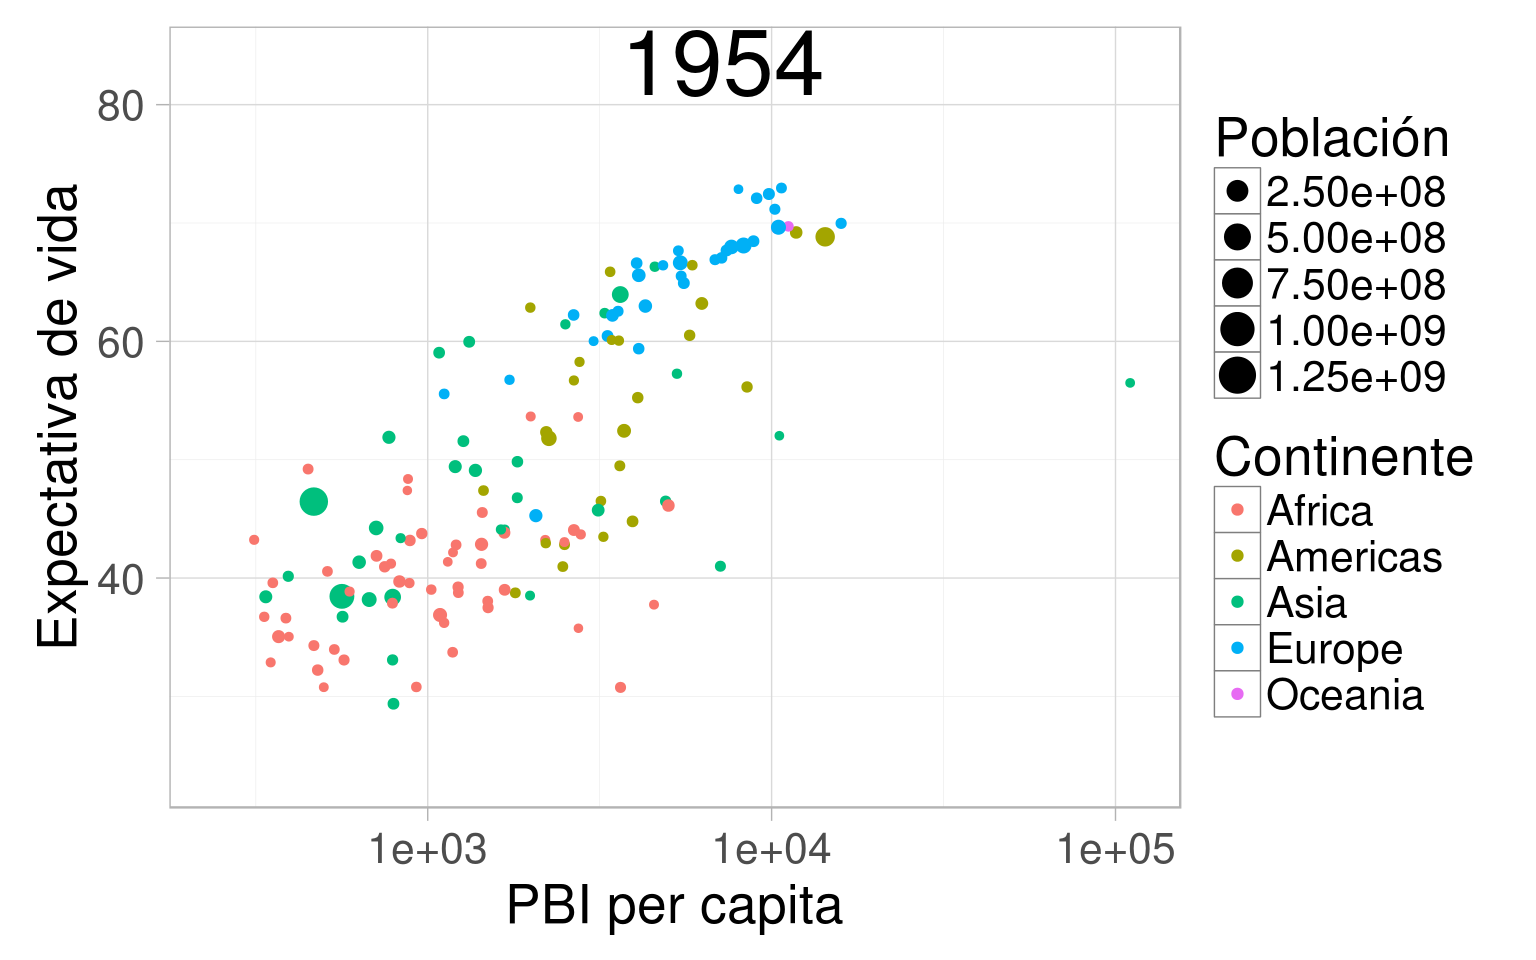 1954
80
60
40
Expectativa de vida
1e+03 1e+04 1e+05
PBI per capita
Población
2.50e+08
5.00e+08
7.50e+08
1.00e+09
1.25e+09
Continente
Africa
Americas
Asia
Europe
Oceania